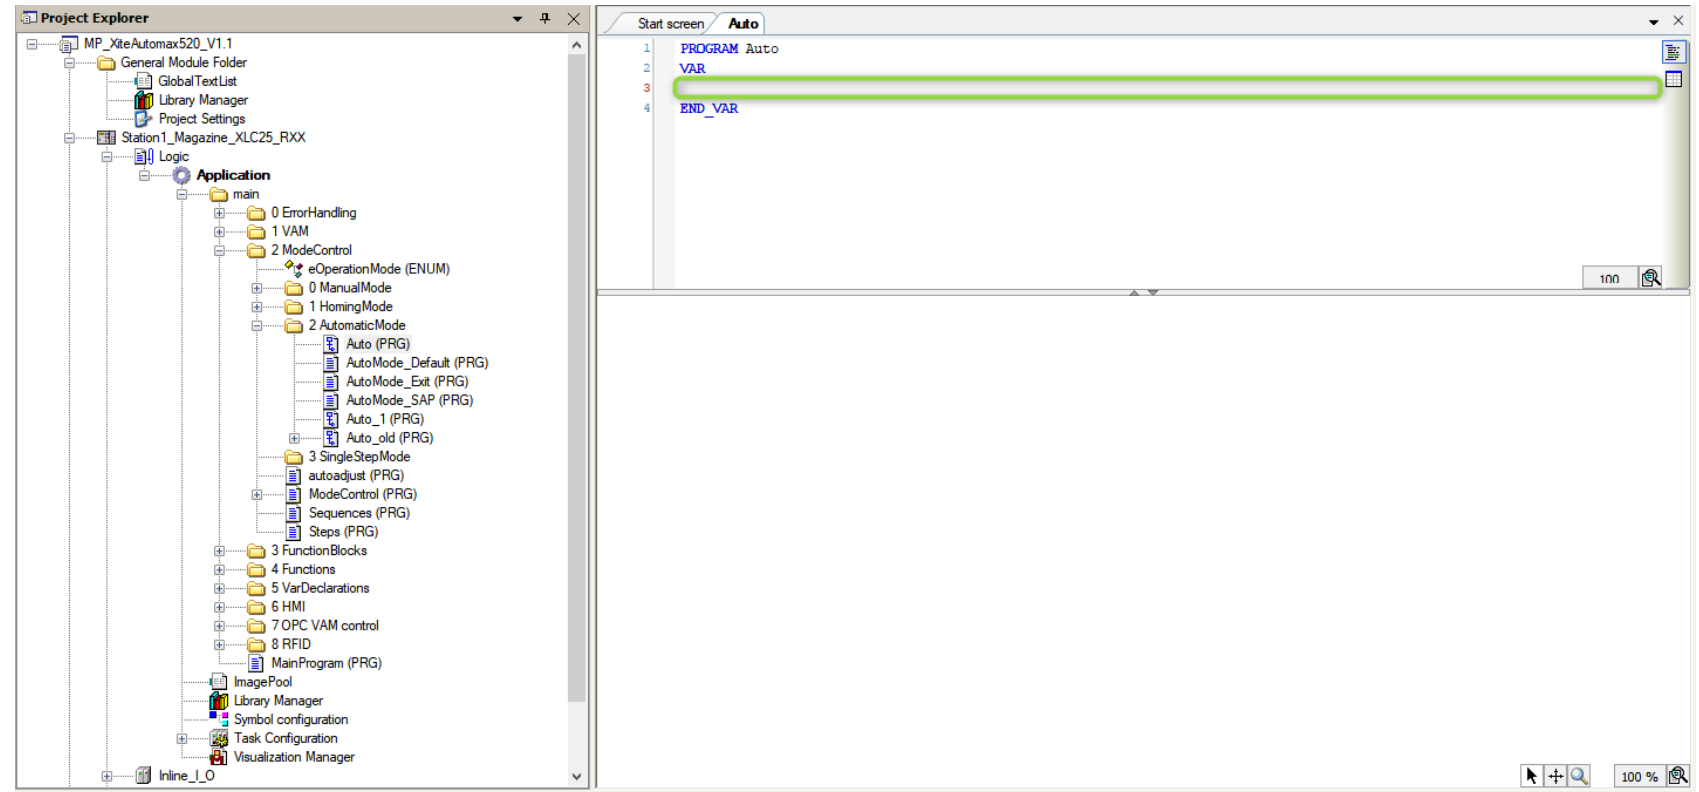 Project Explorer
MP_XiteAutomax520_V1.1
General Module Folder
GlobalTextList
Library Manager
Project Settings
Station1_Magazine_XLC25_RXX
Logic
Application
main
0 ErrorHandling
1 VAM
2 ModeControl
eOperationMode (ENUM)
0 ManualMode
1 HomingMode
2 AutomaticMode
Auto (PRG)
AutoMode_Default (PRG)
AutoMode_Exit (PRG)
AutoMode_SAP (PRG)
Auto_1 (PRG)
Auto_old (PRG)
3 SingleStepMode
autoadjust (PRG)
ModeControl (PRG)
Sequences (PRG)
Steps (PRG)
3 FunctionBlocks
4 Functions
5 VarDeclarations
6 HMI
7 OPC VAM control
8 RFID
MainProgram (PRG)
ImagePool
Library Manager
Symbol configuration
Task Configuration
Visualization Manager
Inline_I_O
Start screen Auto
1 PROGRAM Auto
2 VAR
3
4 END_VAR
100
100 %